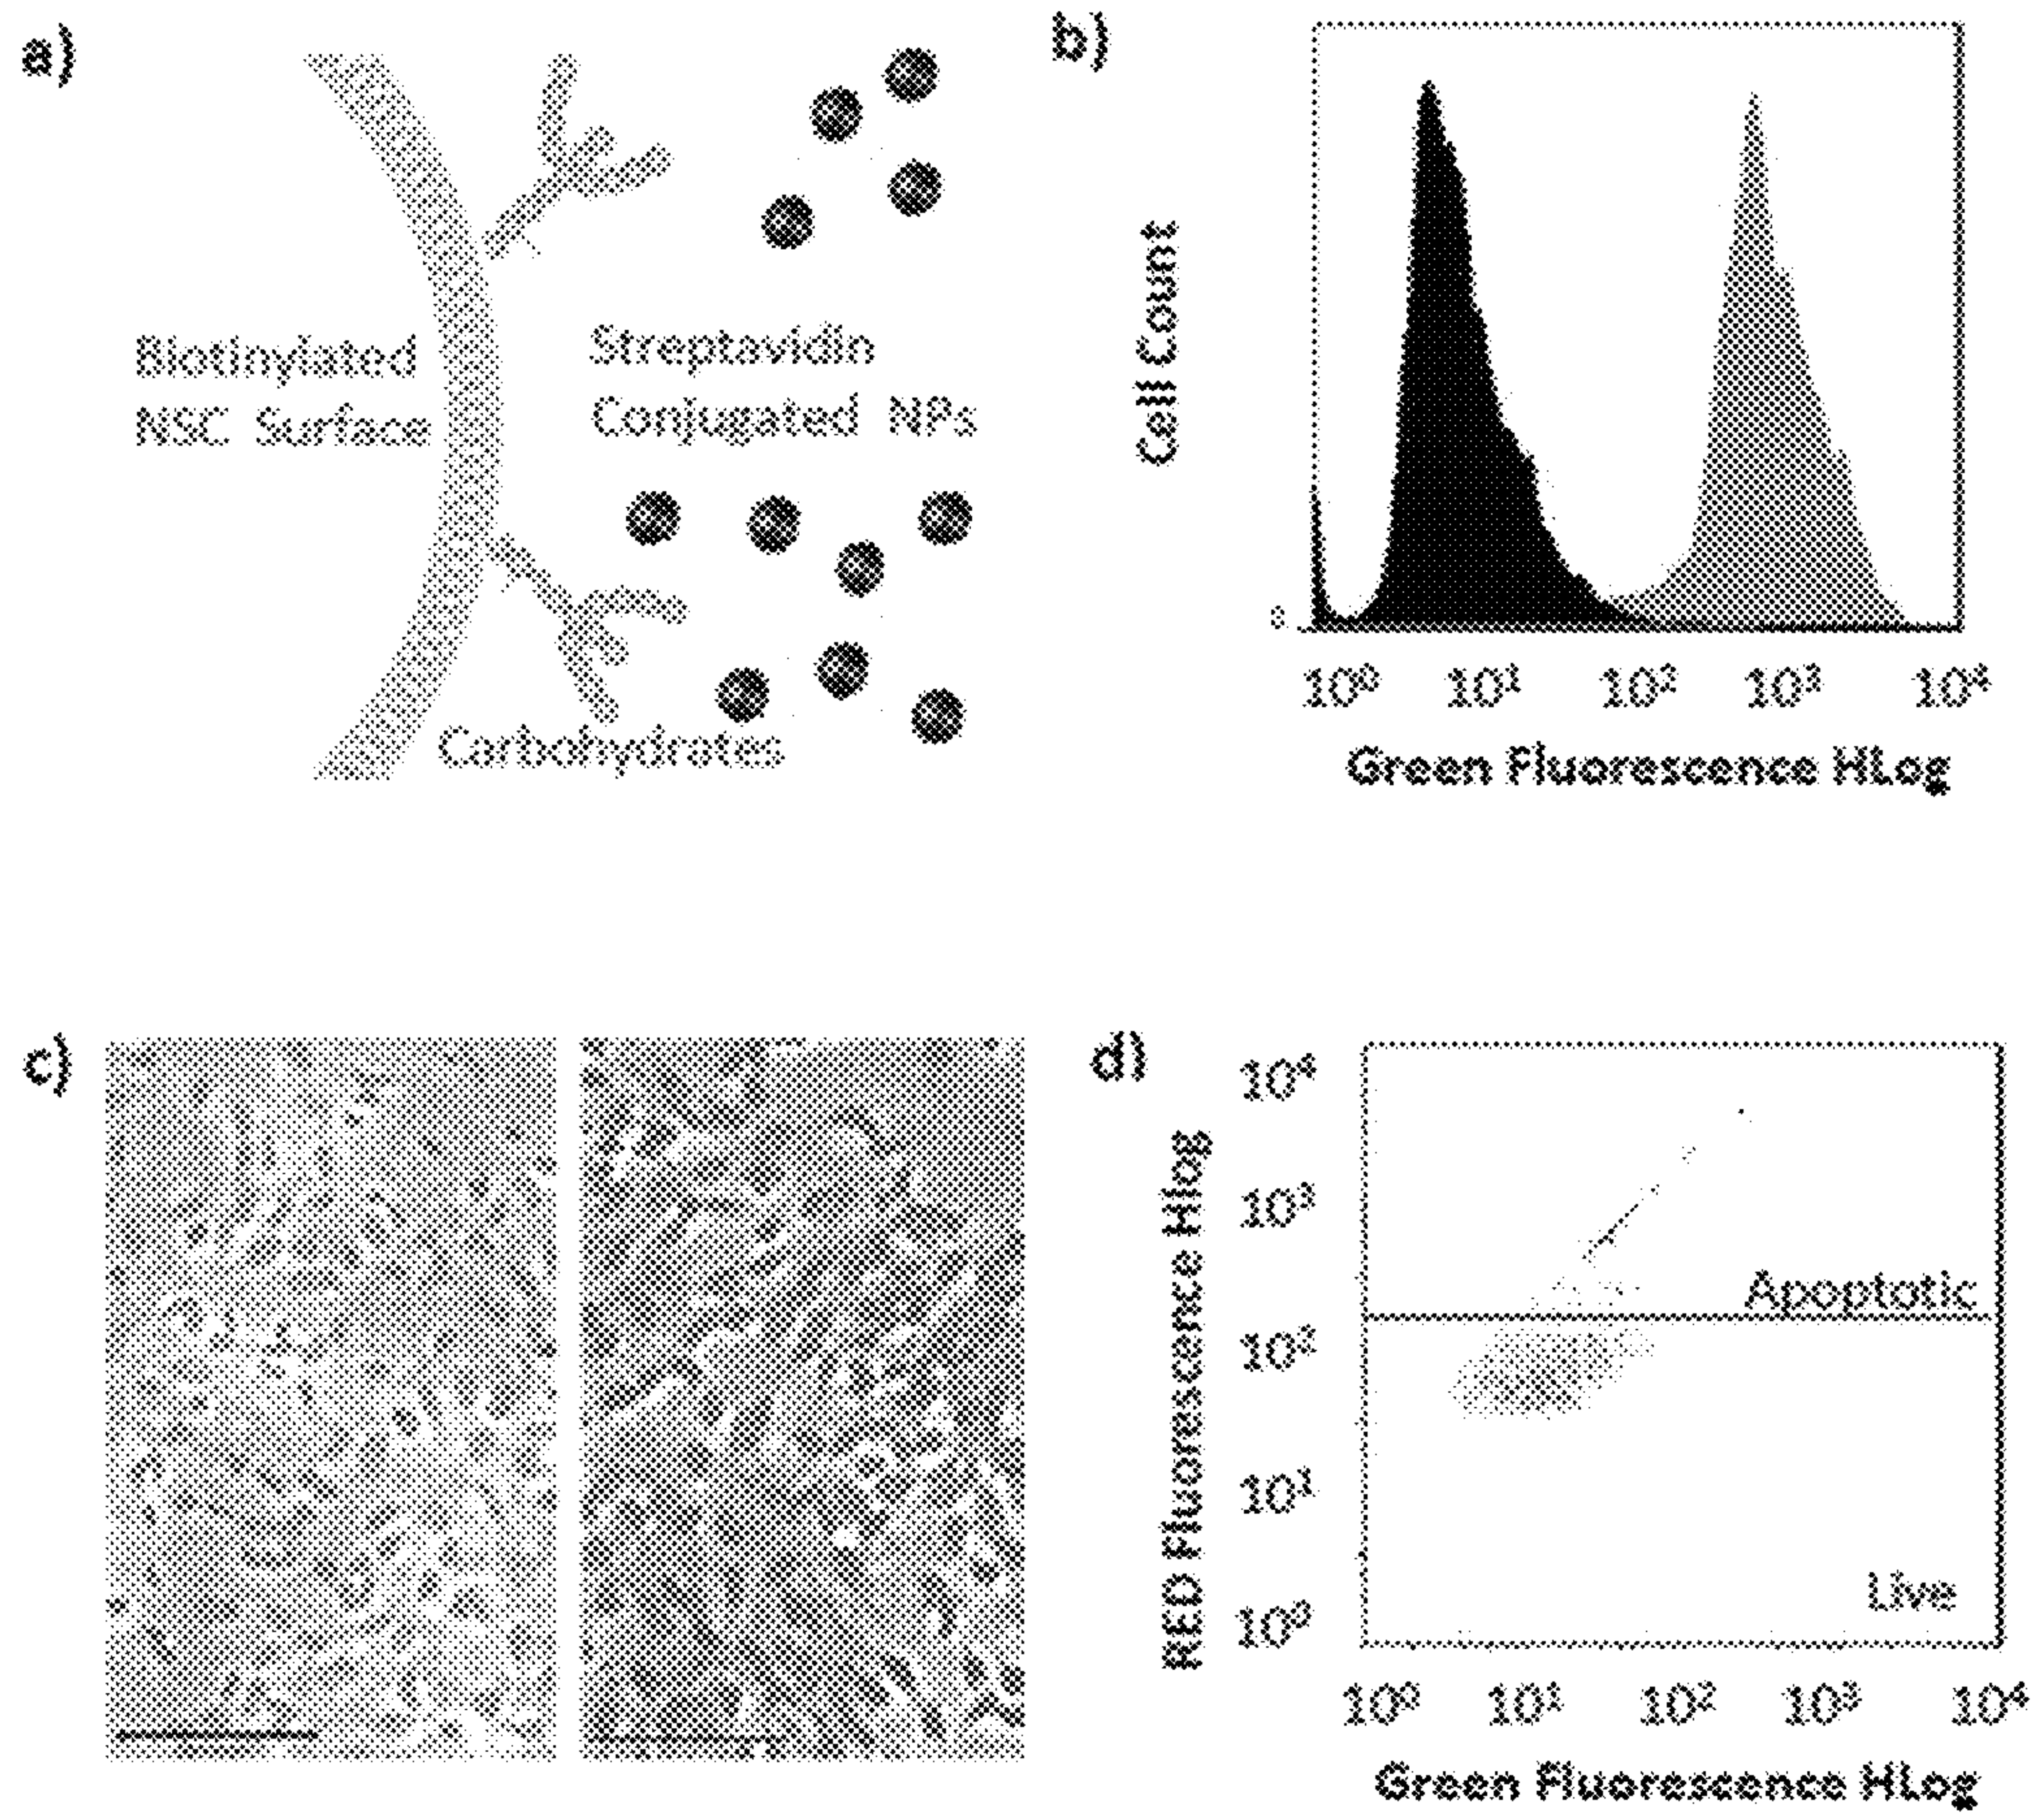 a)
Biotinylated
NSC Surface
Streptavidin
Conjugated NPs
Carbohydrates
b)
Cell Count
0
10⁰ 10¹ 10² 10³ 10⁴
Green Fluorescence HLog
c)
d)
RED Fluorescence Hlog
10⁴
10³
Apoptotic
10²
10¹
Live
10⁰
10⁰ 10¹ 10² 10³ 10⁴
Green Fluorescence HLog